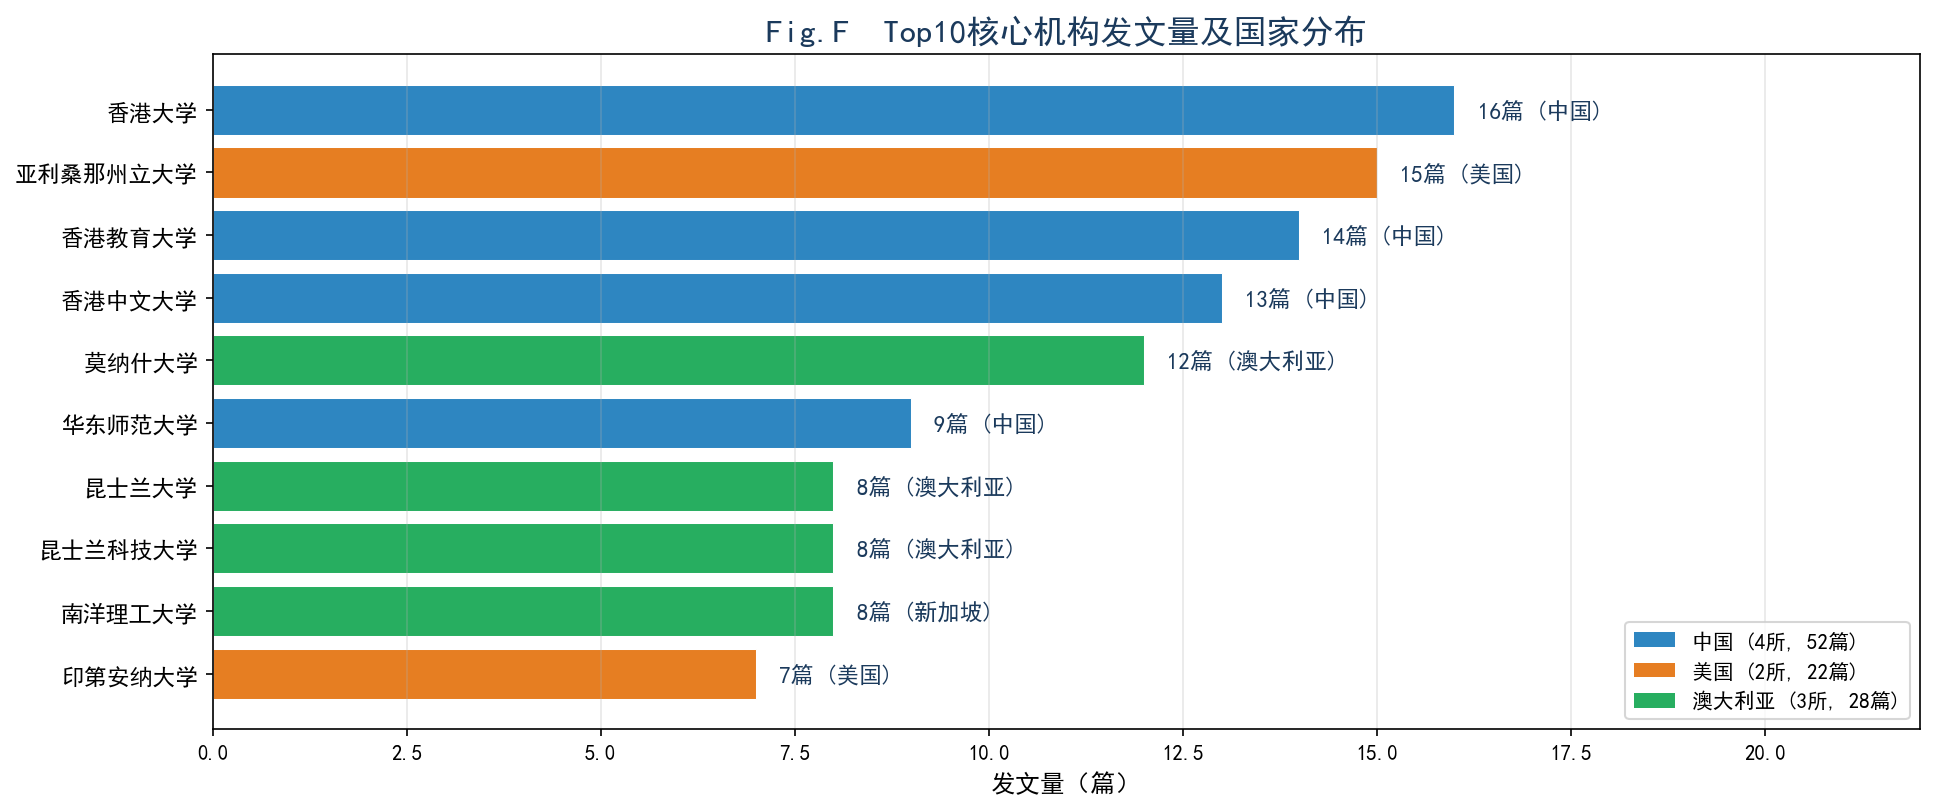 Fig.F  Top10核心机构发文量及国家分布
香港大学 16篇 (中国)
亚利桑那州立大学 15篇 (美国)
香港教育大学 14篇 (中国)
香港中文大学 13篇 (中国)
莫纳什大学 12篇 (澳大利亚)
华东师范大学 9篇 (中国)
昆士兰大学 8篇 (澳大利亚)
昆士兰科技大学 8篇 (澳大利亚)
南洋理工大学 8篇 (新加坡)
印第安纳大学 7篇 (美国)
中国 (4所, 52篇)
美国 (2所, 22篇)
澳大利亚 (3所, 28篇)
0.0 2.5 5.0 7.5 10.0 12.5 15.0 17.5 20.0
发文量（篇）